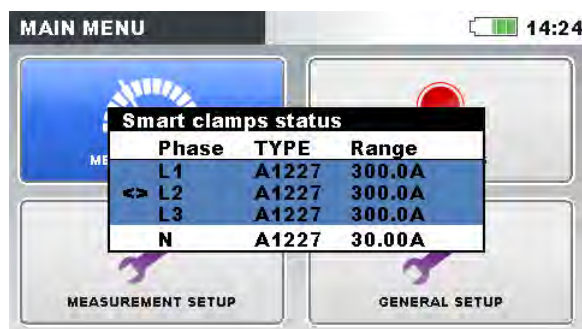 MAIN MENU 14:24
Smart clamps status
Phase TYPE Range
ME
L1 A1227 300.0A
<> L2 A1227 300.0A
L3 A1227 300.0A
N A1227 30.00A
MEASUREMENT SETUP GENERAL SETUP